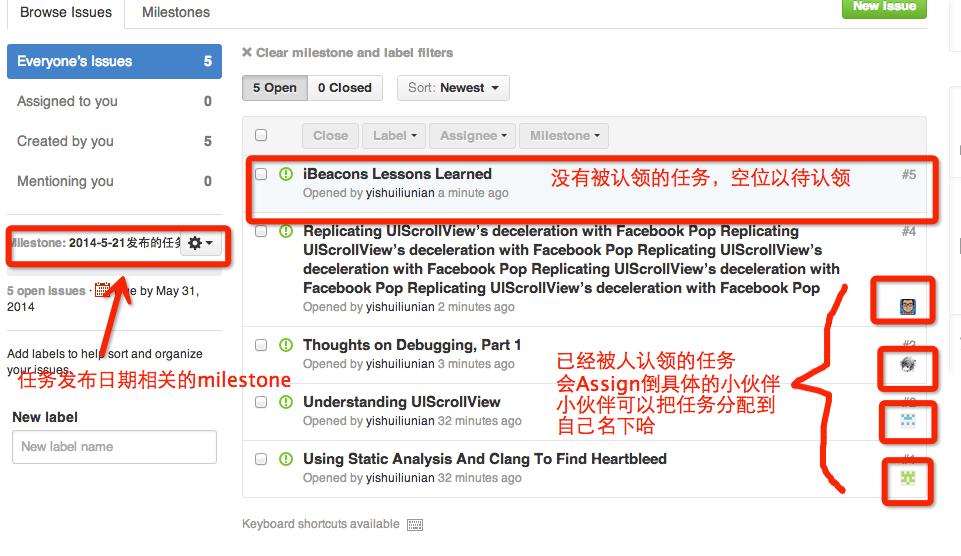 Browse Issues
Milestones
New Issue
Everyone's Issues 5
Assigned to you 0
Created by you 5
Mentioning you 0
Milestone: 2014-5-21发布的任务
5 open issues · Due by May 31,
2014
Add labels to help sort and organize
your issues.
任务发布日期相关的milestone
New label
New label name
Clear milestone and label filters
5 Open
0 Closed
Sort: Newest
Close
Label
Assignee
Milestone
iBeacons Lessons Learned
#5
Opened by yishuiliunian a minute ago
没有被认领的任务，空位以待认领
Replicating UIScrollView's deceleration with Facebook Pop Replicating
#4
UIScrollView's deceleration with Facebook Pop Replicating UIScrollView's
deceleration with Facebook Pop Replicating UIScrollView's deceleration with
Facebook Pop Replicating UIScrollView's deceleration with Facebook Pop
Opened by yishuiliunian 2 minutes ago
Thoughts on Debugging, Part 1
#3
Opened by yishuiliunian 3 minutes ago
Understanding UIScrollView
#2
Opened by yishuiliunian 32 minutes ago
Using Static Analysis And Clang To Find Heartbleed
#1
Opened by yishuiliunian 32 minutes ago
已经被人认领的任务
会Assign倒具体的小伙伴
小伙伴可以把任务分配到
自己名下哈
Keyboard shortcuts available